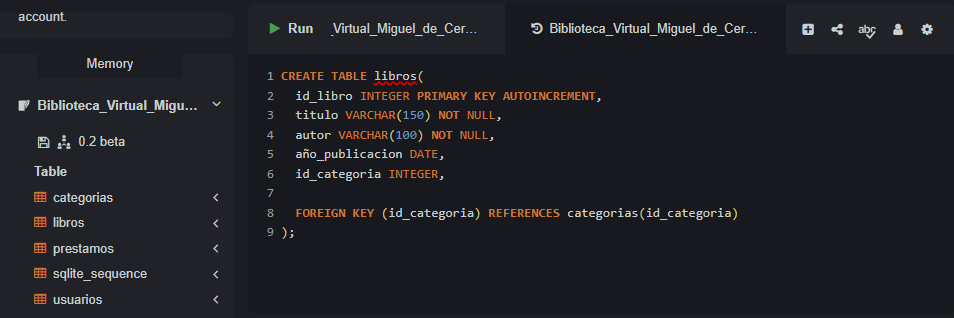 account.
Memory
Biblioteca_Virtual_Migu...
0.2 beta
Table
categorias
libros
prestamos
sqlite_sequence
usuarios
Run
_Virtual_Miguel_de_Cer...
Biblioteca_Virtual_Miguel_de_Cer...
abc
1 CREATE TABLE libros(
2 id_libro INTEGER PRIMARY KEY AUTOINCREMENT,
3 titulo VARCHAR(150) NOT NULL,
4 autor VARCHAR(100) NOT NULL,
5 año_publicacion DATE,
6 id_categoria INTEGER,
7
8 FOREIGN KEY (id_categoria) REFERENCES categorias(id_categoria)
9 );